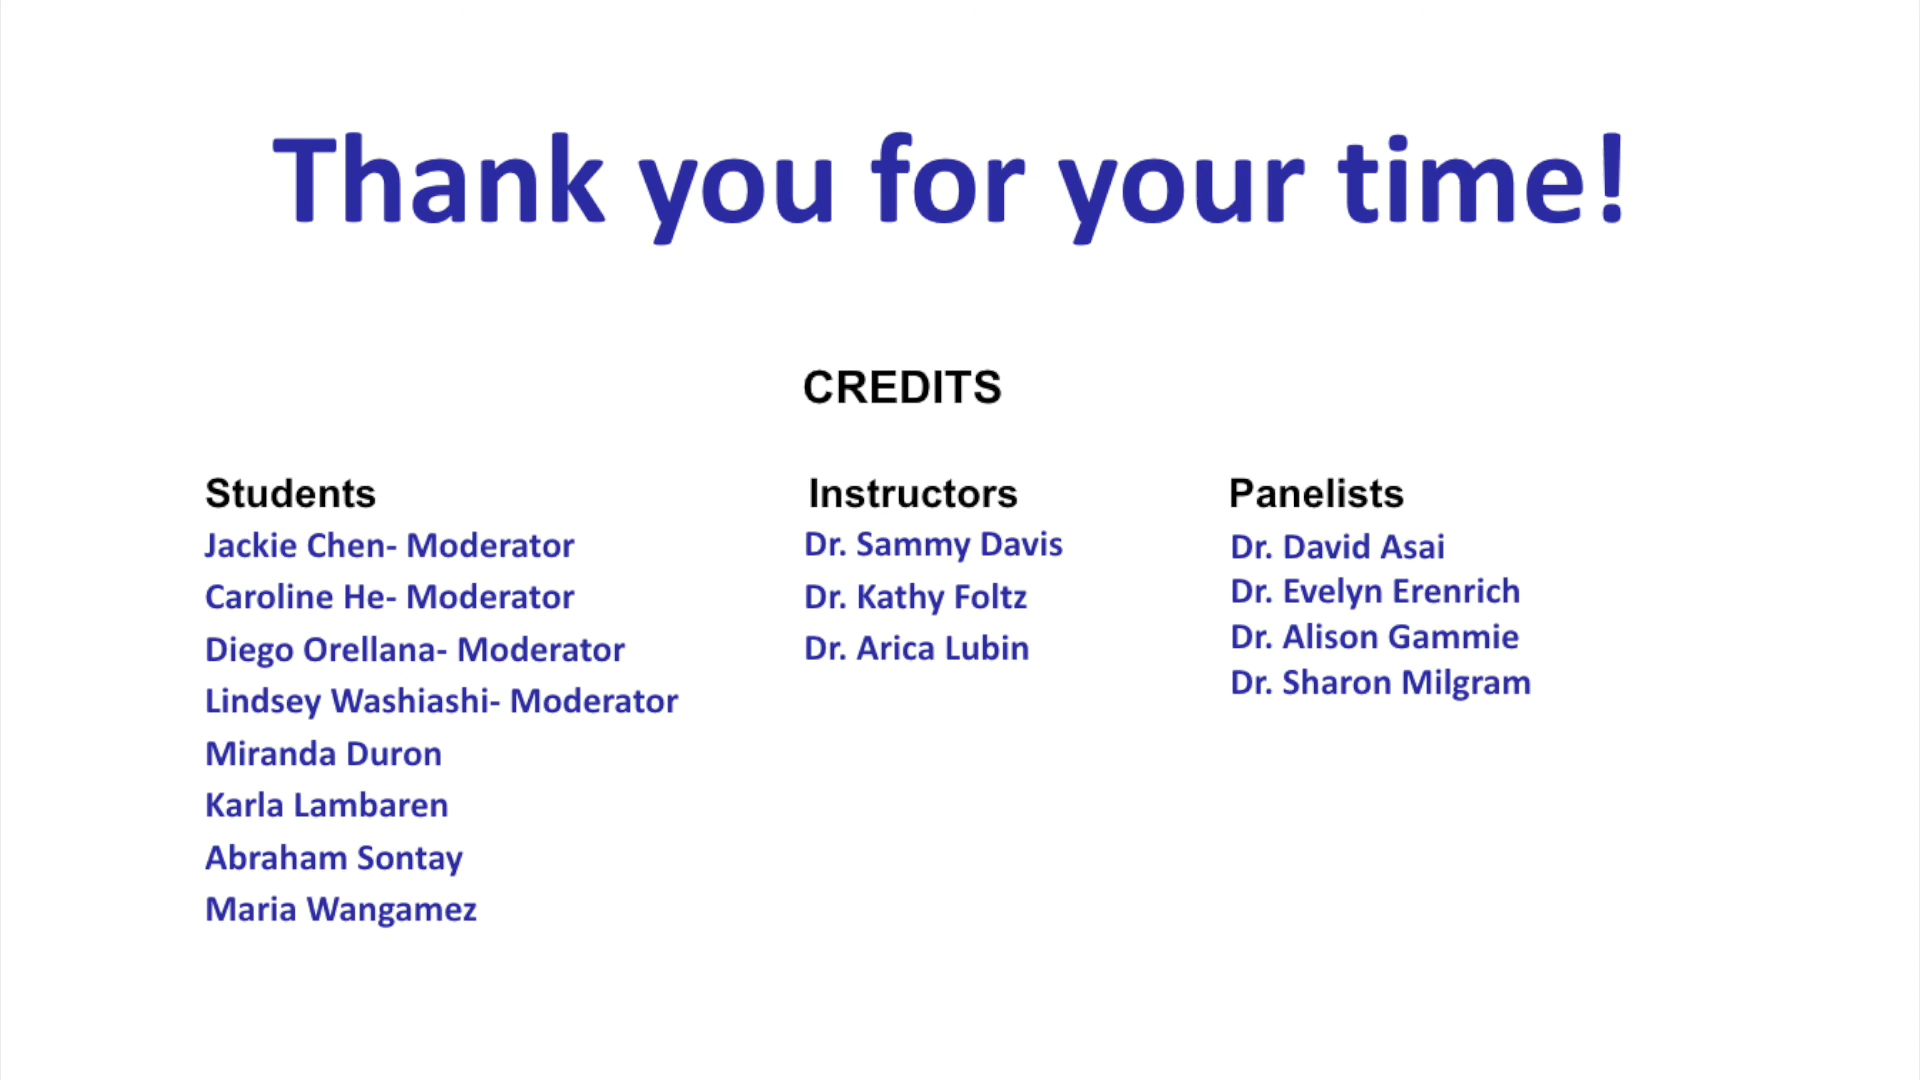 Thank you for your time!
CREDITS
Students
Jackie Chen- Moderator
Caroline He- Moderator
Diego Orellana- Moderator
Lindsey Washiashi- Moderator
Miranda Duron
Karla Lambaren
Abraham Sontay
Maria Wangamez
Instructors
Dr. Sammy Davis
Dr. Kathy Foltz
Dr. Arica Lubin
Panelists
Dr. David Asai
Dr. Evelyn Erenrich
Dr. Alison Gammie
Dr. Sharon Milgram